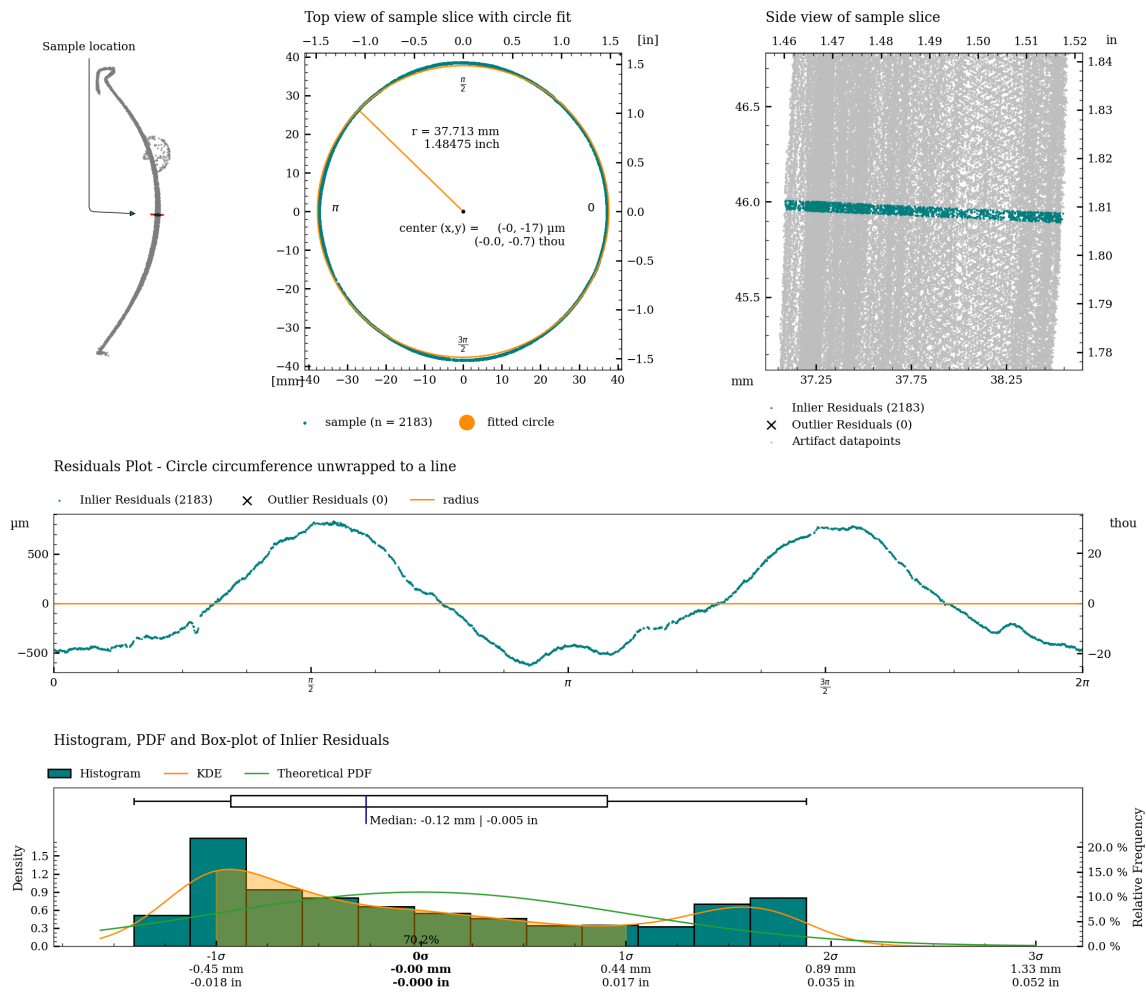 Sample location
Top view of sample slice with circle fit
−1.5 −1.0 −0.5 0.0 0.5 1.0 1.5 [in]
40
30
20
10
0
−10
−20
−30
−40
π/2
r = 37.713 mm
1.48475 inch
π
0
center (x,y) = (-0, -17) µm
(-0.0, -0.7) thou
3π/2
1.5
1.0
0.5
0.0
−0.5
−1.0
−1.5
[mm] −40 −30 −20 −10 0 10 20 30 40
sample (n = 2183) fitted circle
Side view of sample slice
1.46 1.47 1.48 1.49 1.50 1.51 1.52 in
46.5
46.0
45.5
1.84
1.83
1.82
1.81
1.80
1.79
1.78
mm 37.25 37.75 38.25
Inlier Residuals (2183)
Outlier Residuals (0)
Artifact datapoints
Residuals Plot - Circle circumference unwrapped to a line
Inlier Residuals (2183) Outlier Residuals (0) radius
µm
500
0
−500
thou
20
0
−20
0 π/2 π 3π/2 2π
Histogram, PDF and Box-plot of Inlier Residuals
Histogram KDE Theoretical PDF
Median: -0.12 mm | -0.005 in
Density
1.5
1.2
0.9
0.6
0.3
0.0
70.2%
Relative Frequency
20.0 %
15.0 %
10.0 %
5.0 %
0.0 %
-1σ 0σ 1σ 2σ 3σ
-0.45 mm -0.00 mm 0.44 mm 0.89 mm 1.33 mm
-0.018 in -0.000 in 0.017 in 0.035 in 0.052 in